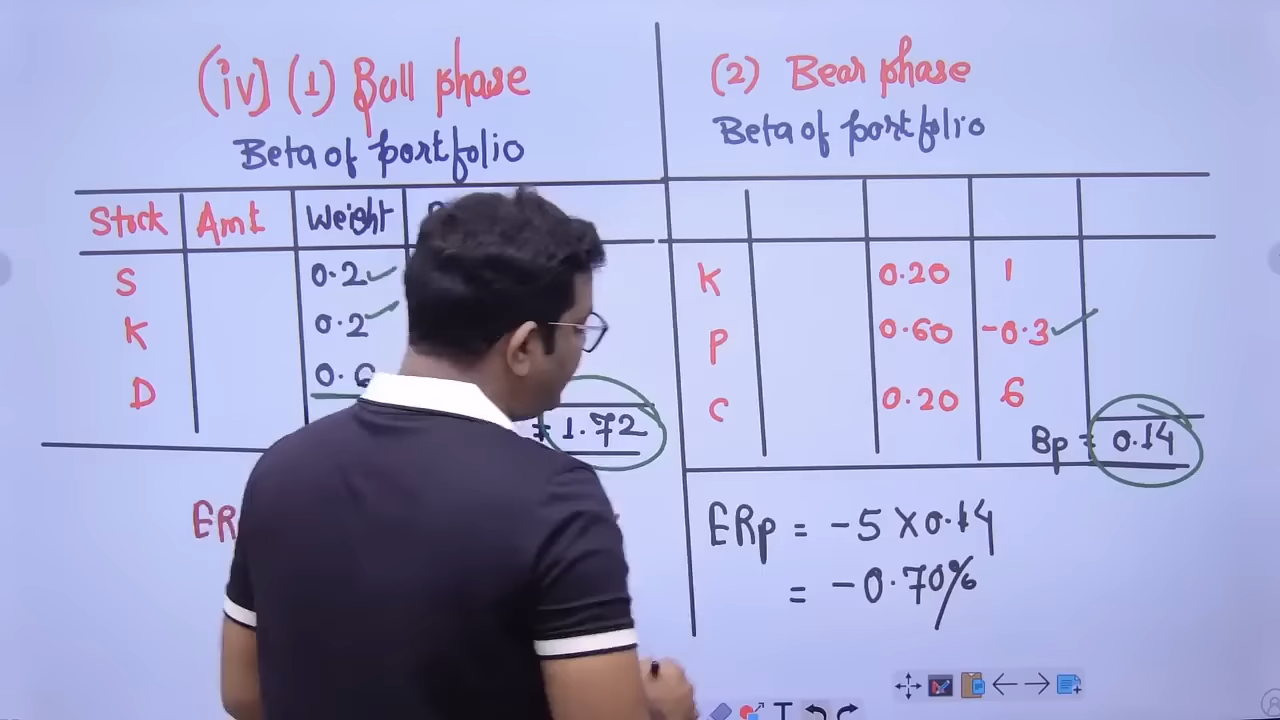 (iv) (1) Bull phase
Beta of portfolio
Stock Amt Weight
S 0.2
K 0.2
D
= 1.72
(2) Bear phase
Beta of portfolio
K 0.20 1
P 0.60 -0.3
C 0.20 6
Bp = 0.14
ERp = -5 X 0.14
= -0.70%
T